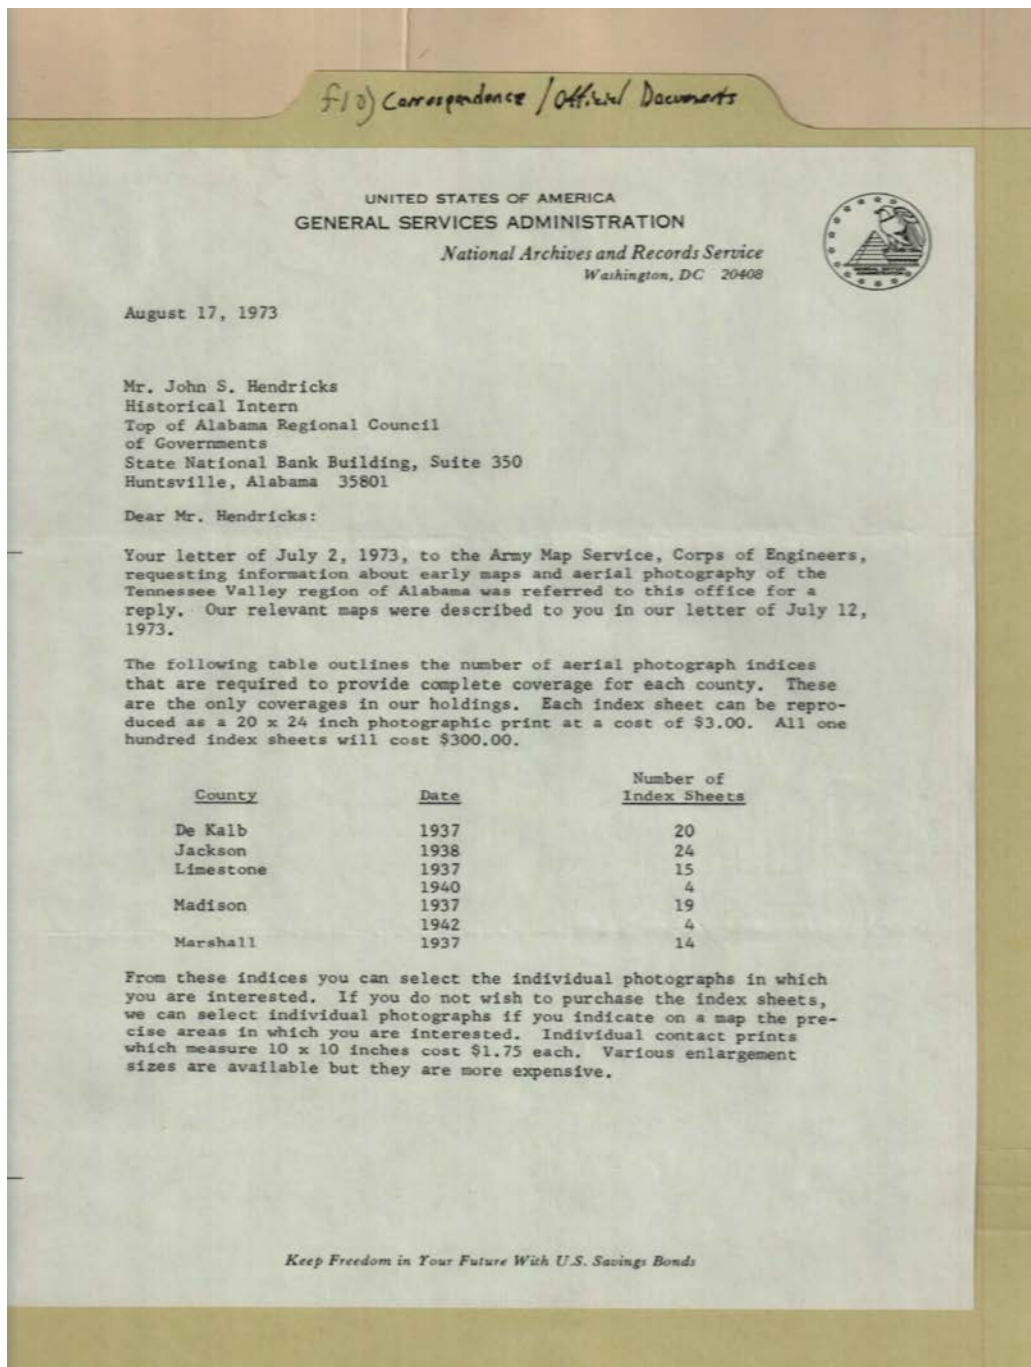 f10) Correspondence / Official Documents
UNITED STATES OF AMERICA
GENERAL SERVICES ADMINISTRATION
National Archives and Records Service
Washington, DC 20408
August 17, 1973
Mr. John S. Hendricks
Historical Intern
Top of Alabama Regional Council
of Governments
State National Bank Building, Suite 350
Huntsville, Alabama 35801
Dear Mr. Hendricks:
Your letter of July 2, 1973, to the Army Map Service, Corps of Engineers,
requesting information about early maps and aerial photography of the
Tennessee Valley region of Alabama was referred to this office for a
reply. Our relevant maps were described to you in our letter of July 12,
1973.
The following table outlines the number of aerial photograph indices
that are required to provide complete coverage for each county. These
are the only coverages in our holdings. Each index sheet can be repro-
duced as a 20 x 24 inch photographic print at a cost of $3.00. All one
hundred index sheets will cost $300.00.
Number of
County Date Index Sheets
De Kalb 1937 20
Jackson 1938 24
Limestone 1937 15
1940 4
Madison 1937 19
1942 4
Marshall 1937 14
From these indices you can select the individual photographs in which
you are interested. If you do not wish to purchase the index sheets,
we can select individual photographs if you indicate on a map the pre-
cise areas in which you are interested. Individual contact prints
which measure 10 x 10 inches cost $1.75 each. Various enlargement
sizes are available but they are more expensive.
Keep Freedom in Your Future With U.S. Savings Bonds